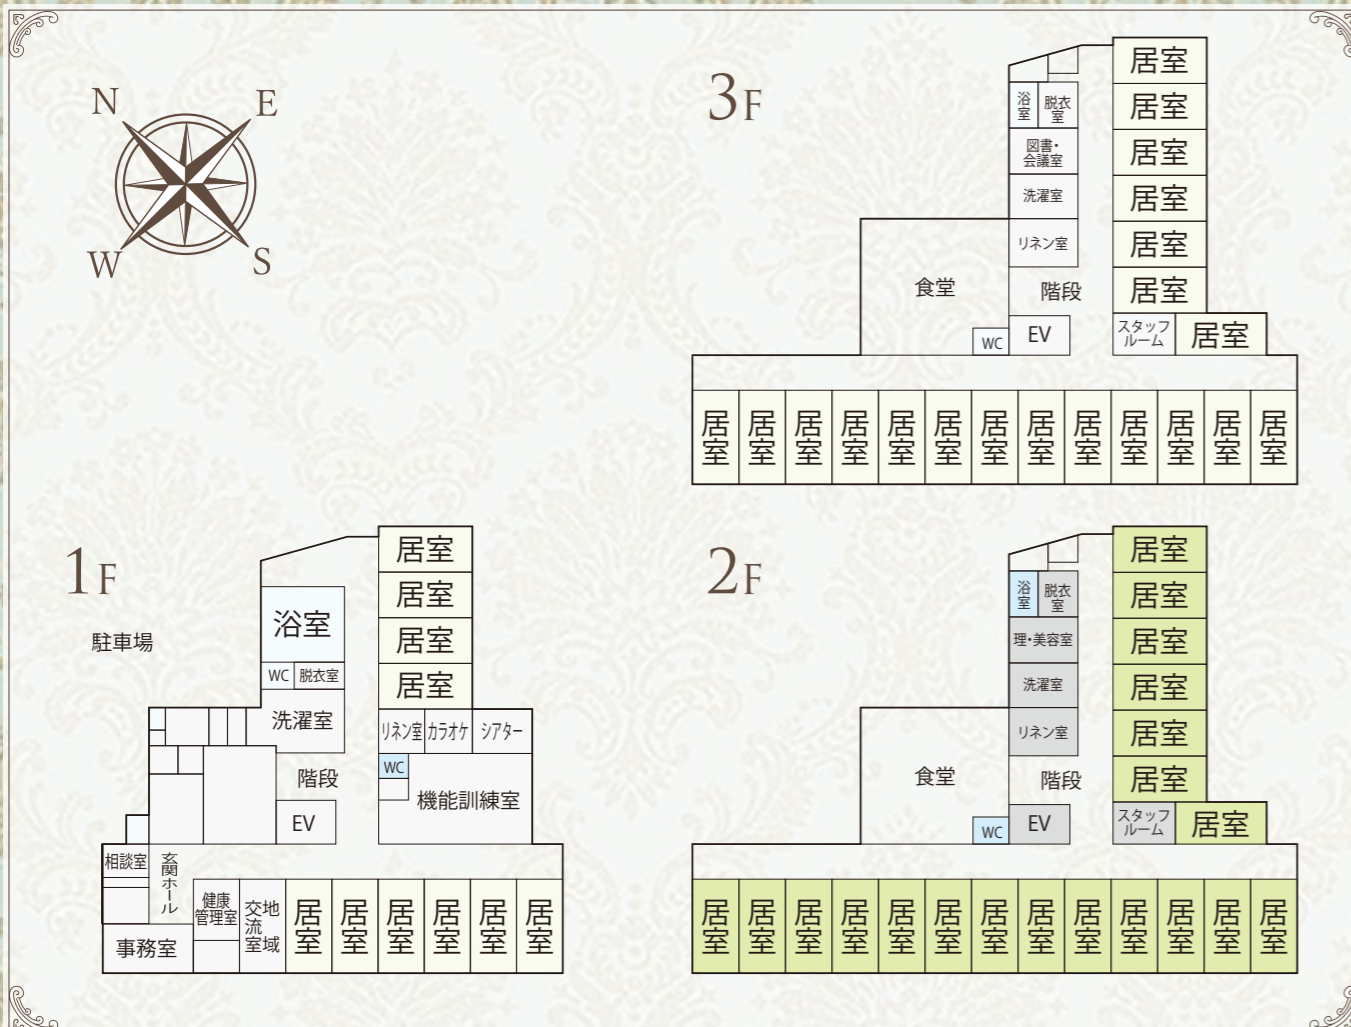 N
E
W
S
3F
居室
居室
居室
居室
居室
居室
浴室
脱衣室
図書・
会議室
洗濯室
リネン室
食堂
階段
WC
EV
スタッフ
ルーム
居室
居室
居室
居室
居室
居室
居室
居室
居室
居室
居室
居室
居室
居室
1F
駐車場
居室
居室
居室
居室
浴室
WC
脱衣室
洗濯室
リネン室
カラオケ
シアター
WC
機能訓練室
階段
EV
相談室
玄関ホール
事務室
健康
管理室
地域
交流室
居室
居室
居室
居室
居室
居室
2F
居室
居室
居室
居室
居室
居室
浴室
脱衣室
理・美容室
洗濯室
リネン室
食堂
階段
WC
EV
スタッフ
ルーム
居室
居室
居室
居室
居室
居室
居室
居室
居室
居室
居室
居室
居室
居室